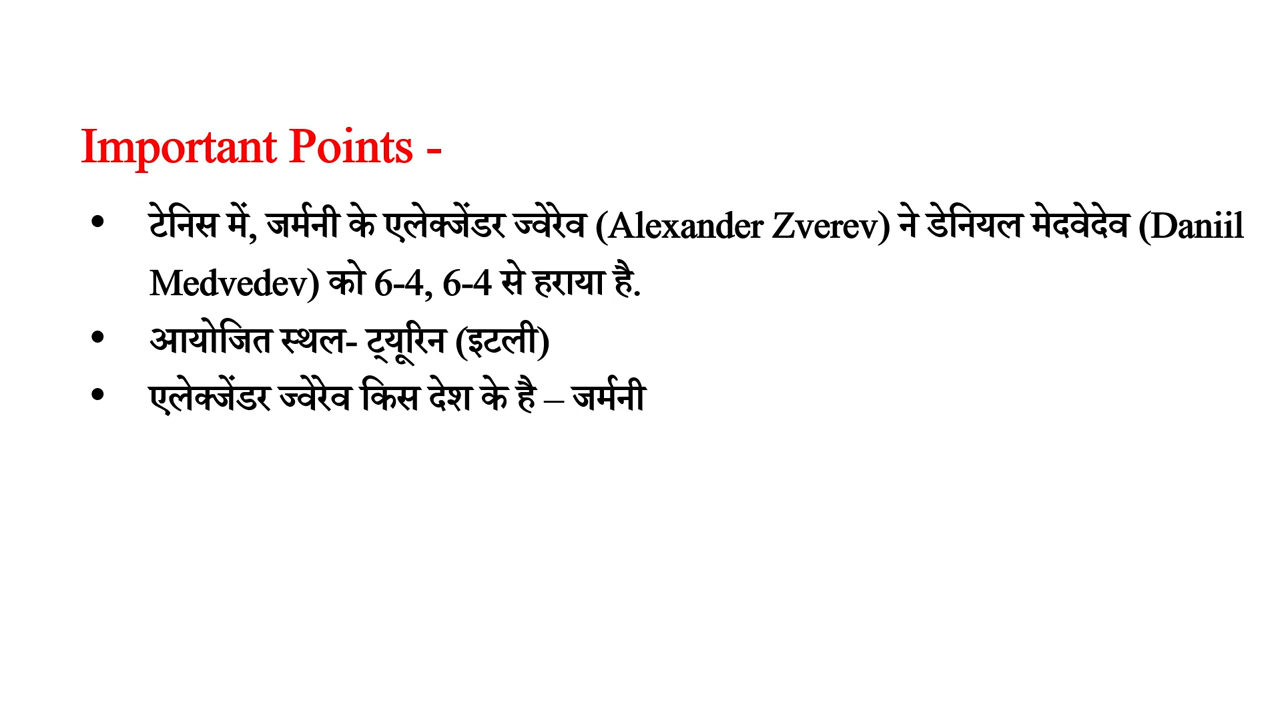 Important Points -
• टेनिस में, जर्मनी के एलेक्जेंडर ज्वेरेव (Alexander Zverev) ने डेनियल मेदवेदेव (Daniil
Medvedev) को 6-4, 6-4 से हराया है.
• आयोजित स्थल- ट्यूरिन (इटली)
• एलेक्जेंडर ज्वेरेव किस देश के है – जर्मनी